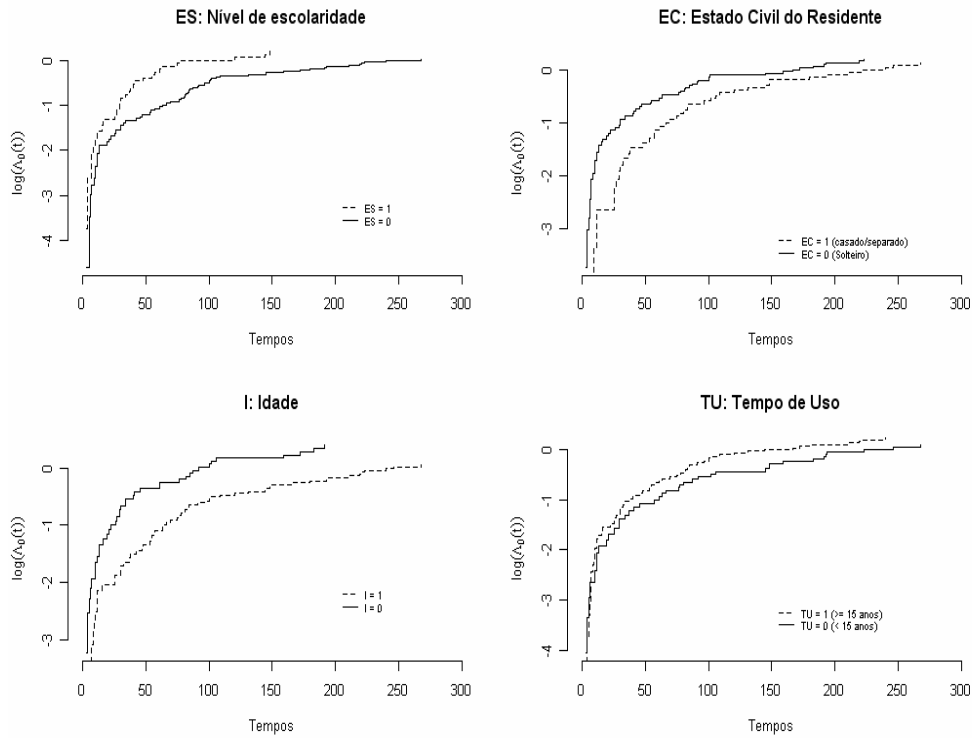 ES: Nível de escolaridade
log(Λ₀(t))
0
-1
-2
-3
-4
ES = 1
ES = 0
0 50 100 150 200 250 300
Tempos
EC: Estado Civil do Residente
log(Λ₀(t))
0
-1
-2
-3
EC = 1 (casado/separado)
EC = 0 (Solteiro)
0 50 100 150 200 250 300
Tempos
I: Idade
log(Λ₀(t))
0
-1
-2
-3
I = 1
I = 0
0 50 100 150 200 250 300
Tempos
TU: Tempo de Uso
log(Λ₀(t))
0
-1
-2
-3
-4
TU = 1 (>= 15 anos)
TU = 0 (< 15 anos)
0 50 100 150 200 250 300
Tempos